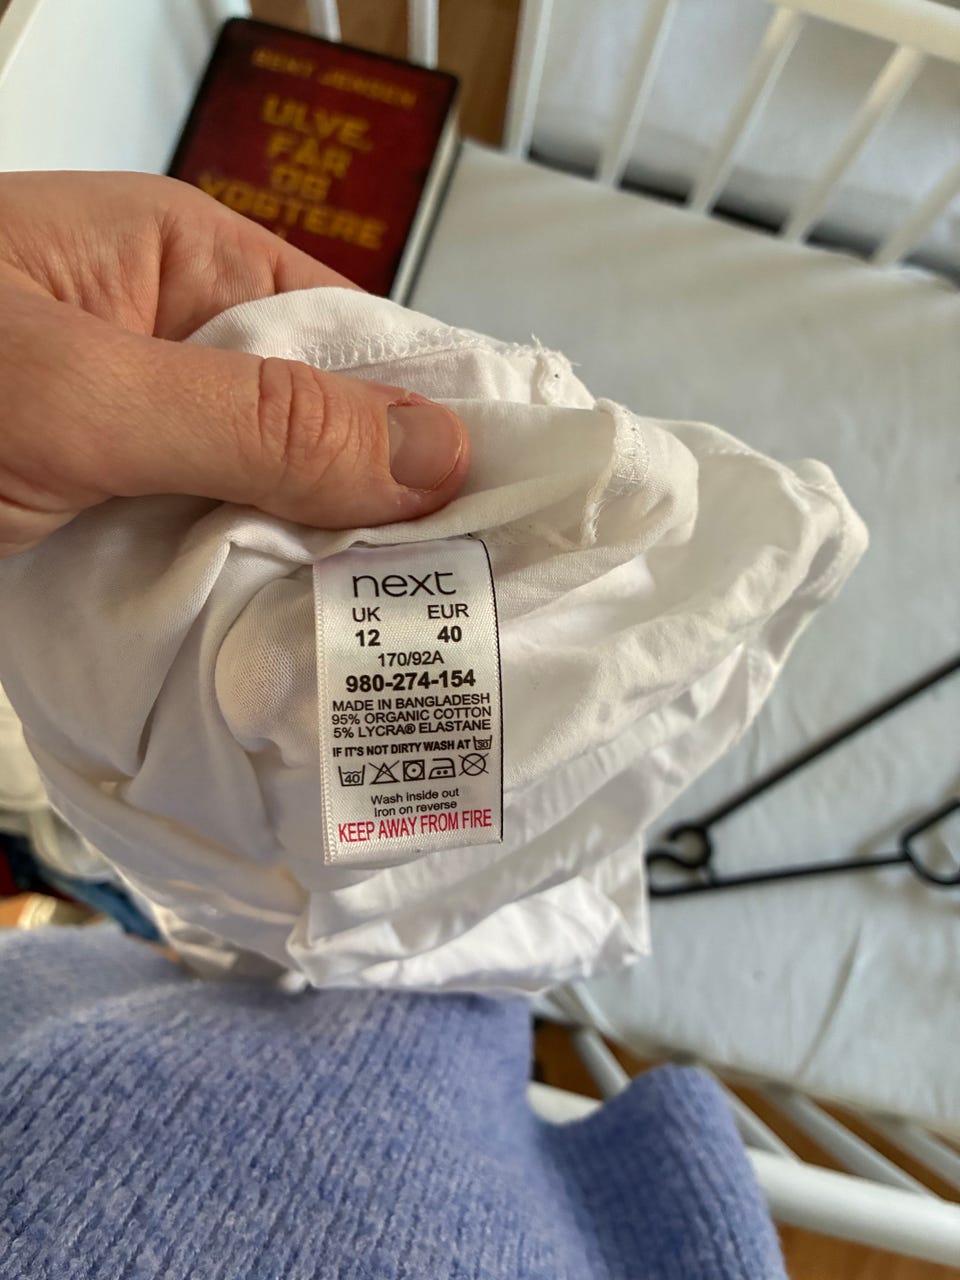 BENT JENSEN
ULVE,
FÅR
OG
VOGTERE
next
UK EUR
12 40
170/92A
980-274-154
MADE IN BANGLADESH
95% ORGANIC COTTON
5% LYCRA® ELASTANE
IF IT'S NOT DIRTY WASH AT 30
40
Wash inside out
Iron on reverse
KEEP AWAY FROM FIRE